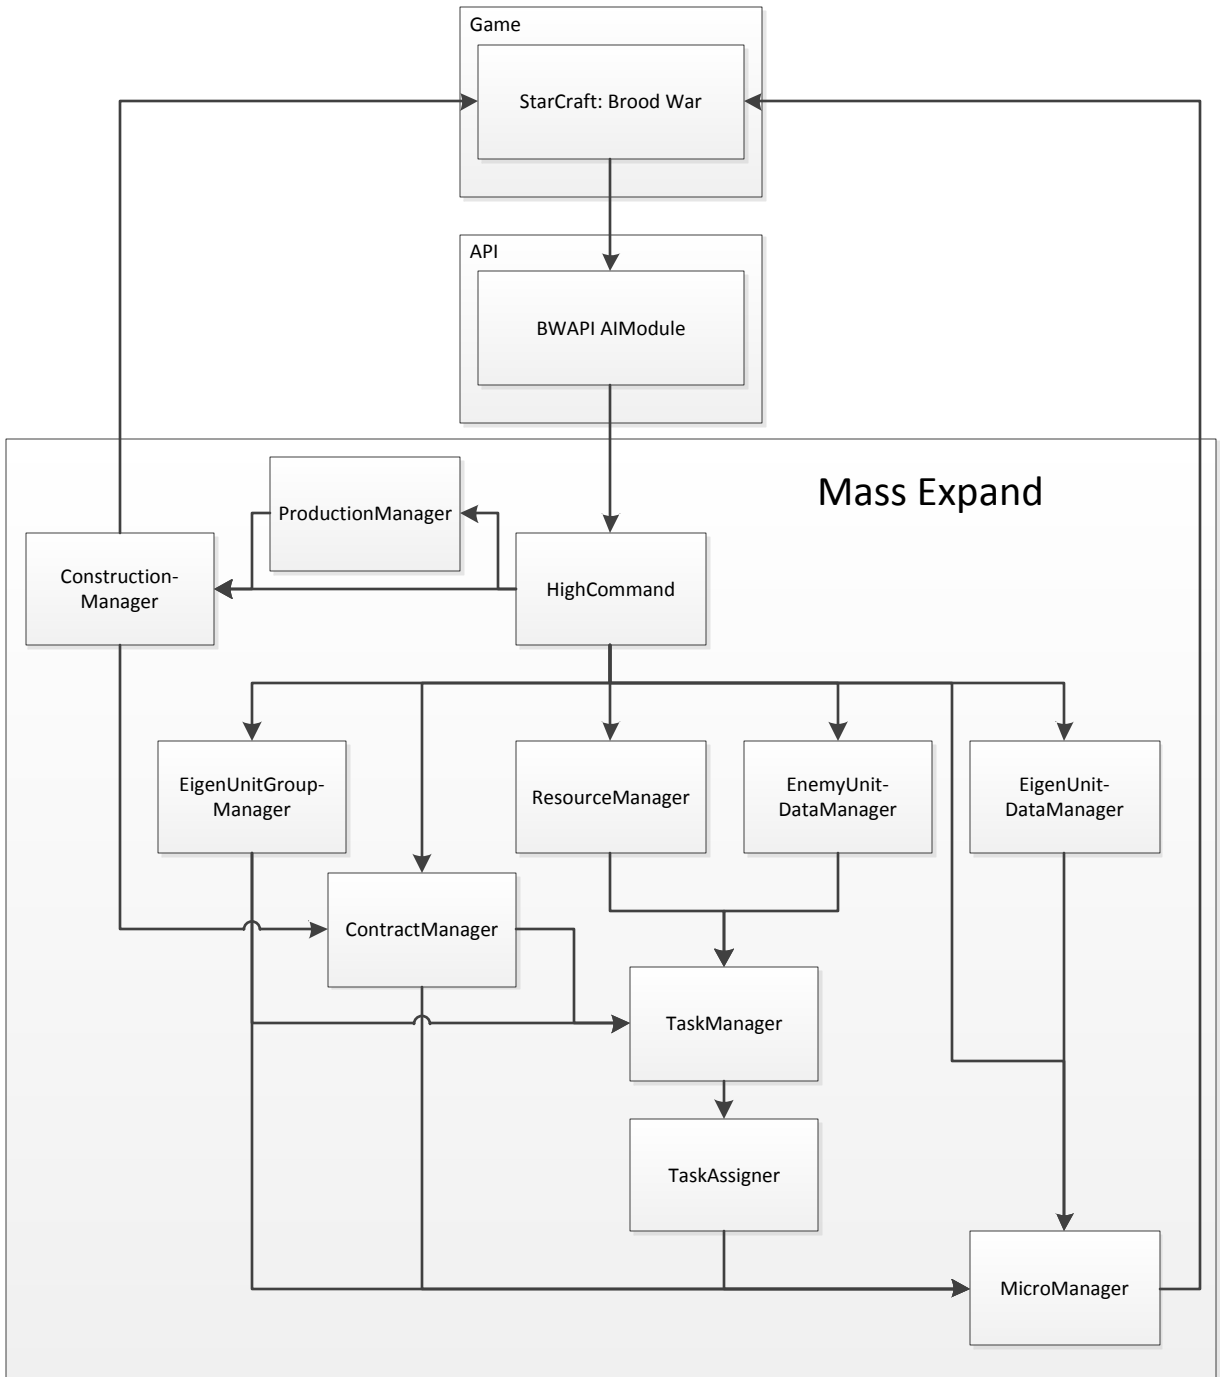 Game
StarCraft: Brood War
API
BWAPI AIModule
Mass Expand
ProductionManager
Construction-
Manager
HighCommand
EigenUnitGroup-
Manager
ResourceManager
EnemyUnit-
DataManager
EigenUnit-
DataManager
ContractManager
TaskManager
TaskAssigner
MicroManager